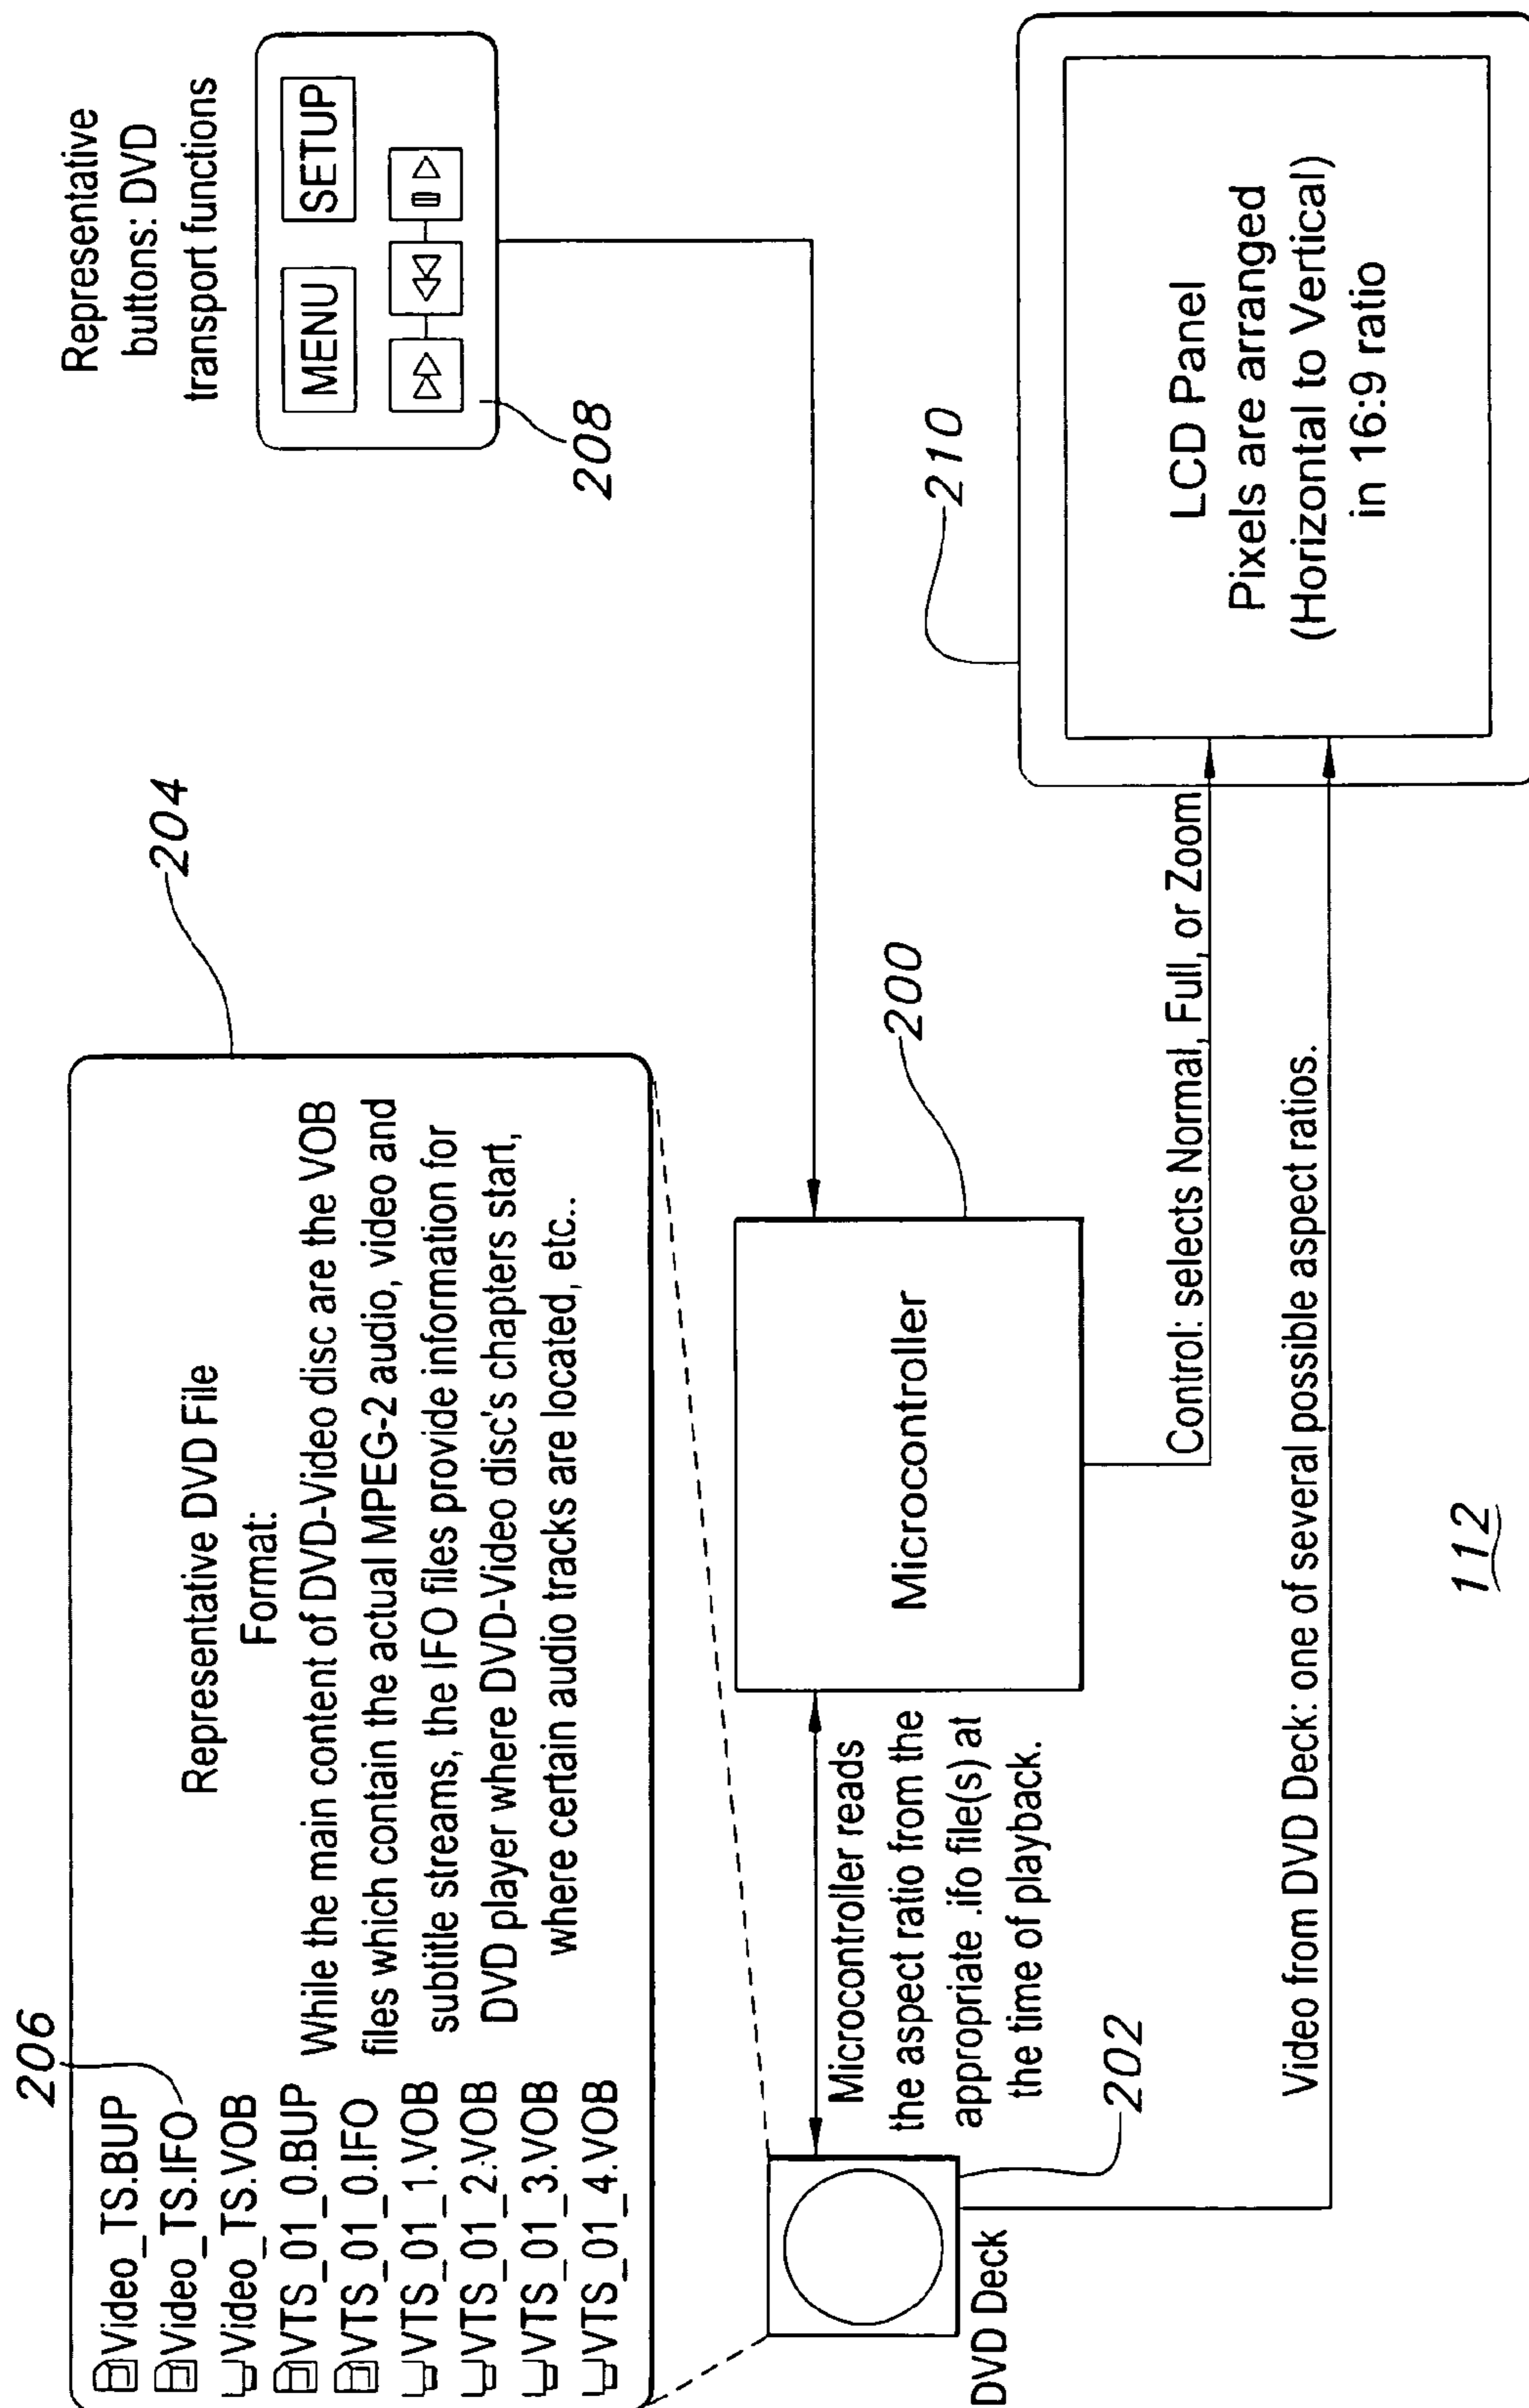 206
Video_TS.BUP
Video_TS.IFO
Video_TS.VOB
VTS_01_0.BUP
VTS_01_0.IFO
VTS_01_1.VOB
VTS_01_2.VOB
VTS_01_3.VOB
VTS_01_4.VOB
Representative DVD File
Format:
While the main content of DVD-Video disc are the VOB
files which contain the actual MPEG-2 audio, video and
subtitle streams, the IFO files provide information for
DVD player where DVD-Video disc's chapters start,
where certain audio tracks are located, etc..
204
Representative
buttons: DVD
transport functions
MENU
SETUP
208
DVD Deck
202
Microcontroller reads
the aspect ratio from the
appropriate .ifo file(s) at
the time of playback.
Microcontroller
200
Control: selects Normal, Full, or Zoom
Video from DVD Deck: one of several possible aspect ratios.
210
LCD Panel
Pixels are arranged
(Horizontal to Vertical)
in 16:9 ratio
112